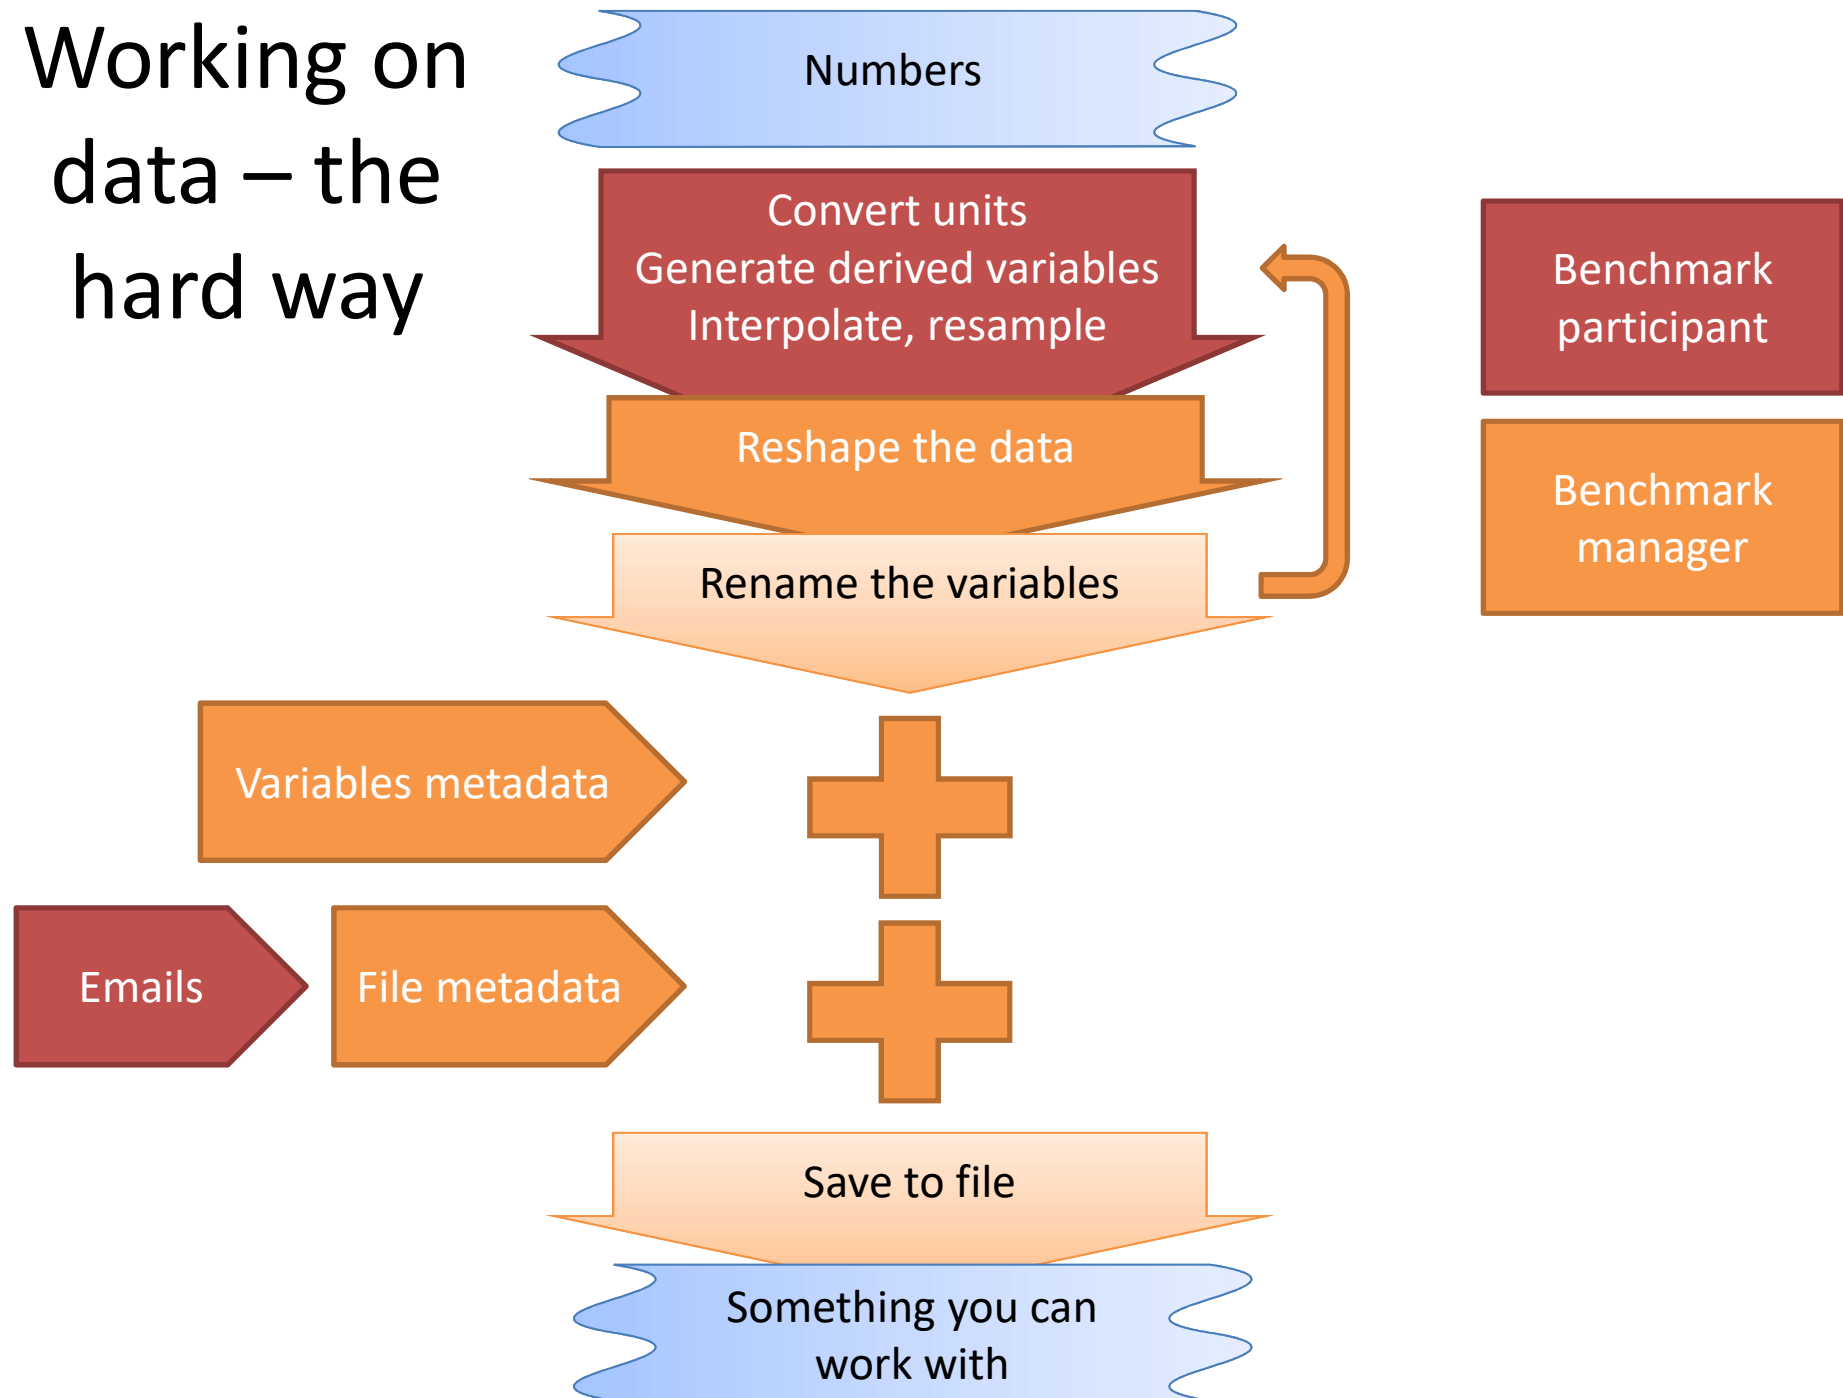 Working on
data – the
hard way
Numbers
Convert units
Generate derived variables
Interpolate, resample
Benchmark
participant
Reshape the data
Benchmark
manager
Rename the variables
Variables metadata
Emails
File metadata
Save to file
Something you can
work with